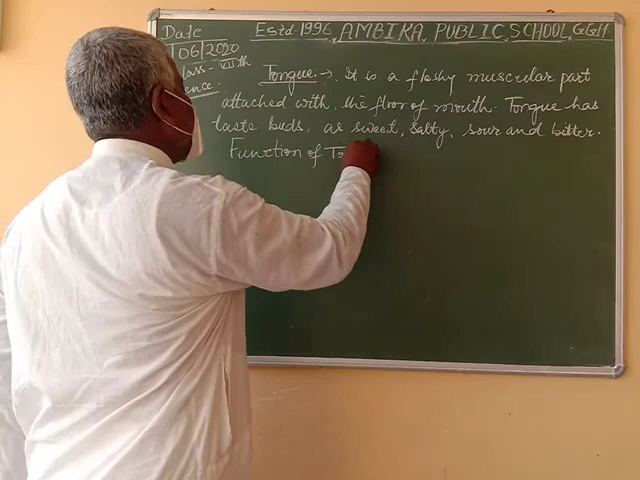 Date Estd 1996, AMBIKA PUBLIC SCHOOL, G.G.H
06/2020
Class - VIIth
Science. Tongue :→ It is a fleshy muscular part
attached with the floor of mouth. Tongue has
taste buds, as sweet, salty, sour and bitter.
Function of To